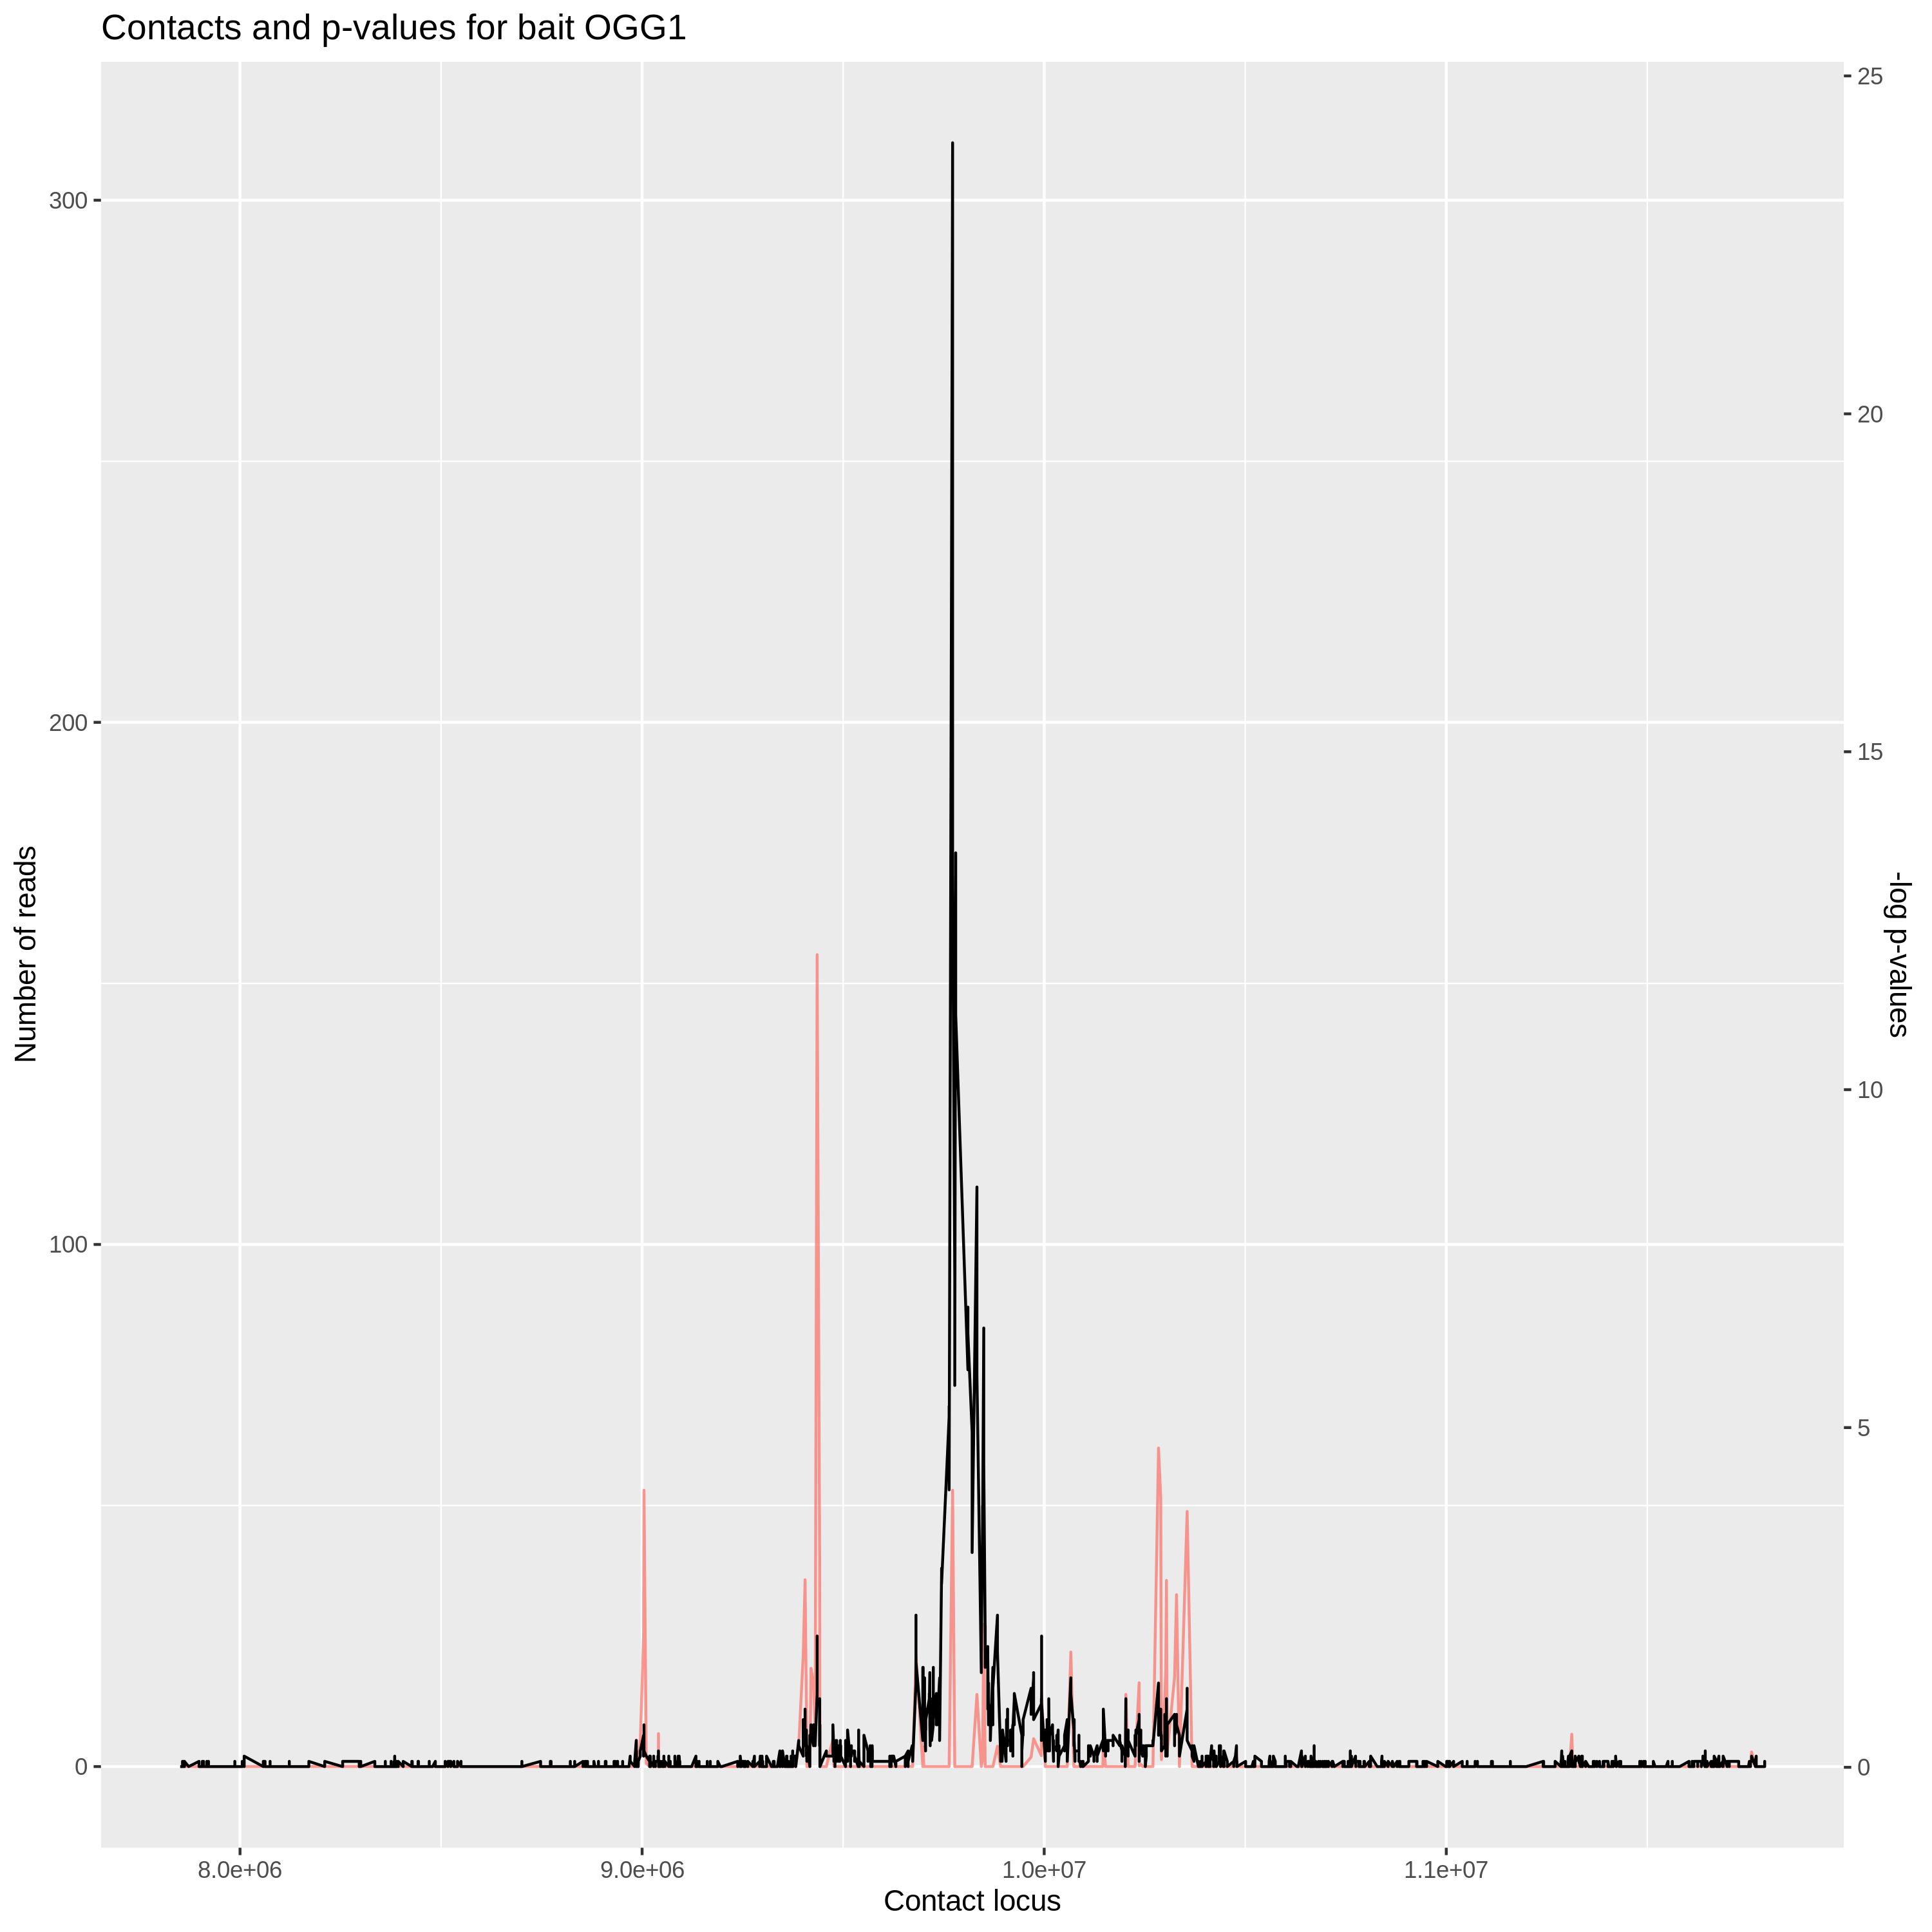 Contacts and p-values for bait OGG1
300
200
100
0
Number of reads
25
20
15
10
5
0
-log p-values
8.0e+06
9.0e+06
1.0e+07
1.1e+07
Contact locus